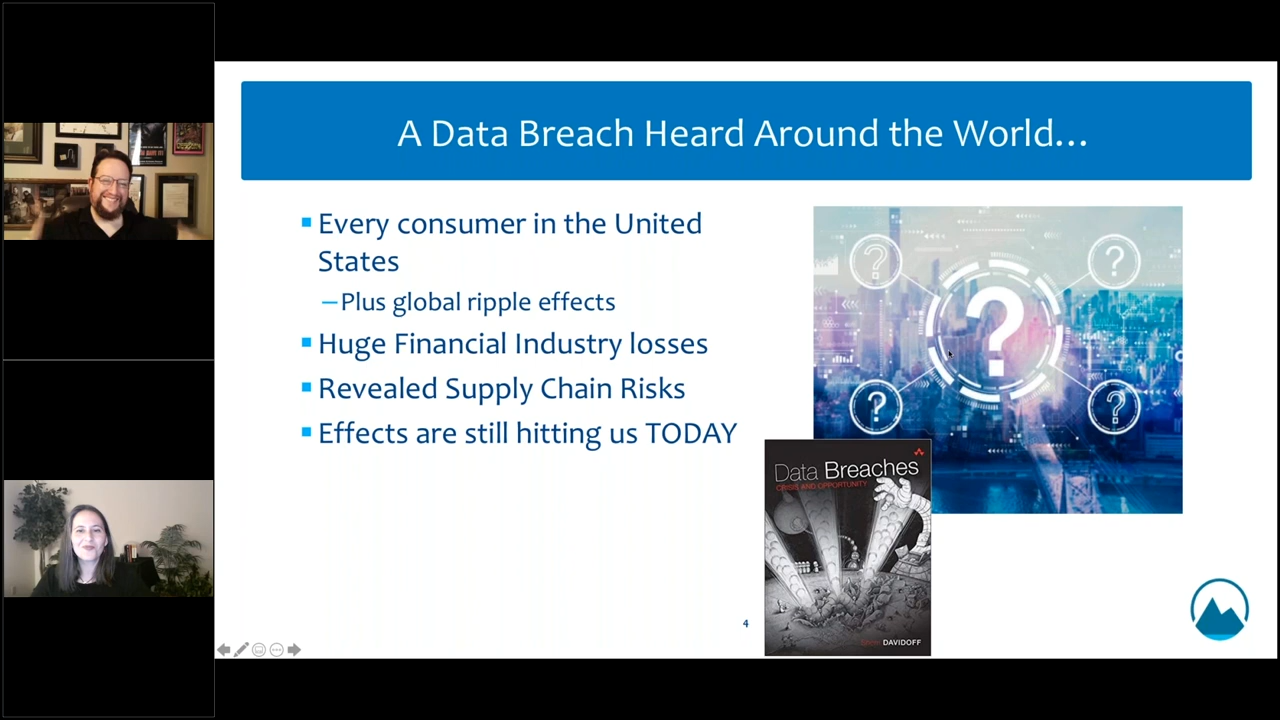 A Data Breach Heard Around the World...
Every consumer in the United
States
–Plus global ripple effects
Huge Financial Industry losses
Revealed Supply Chain Risks
Effects are still hitting us TODAY
Data Breaches
CRISIS AND OPPORTUNITY
DAVIDOFF
4